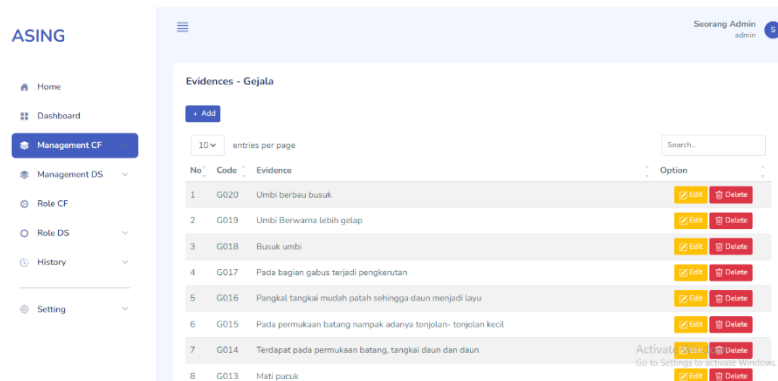 ASING
Seorang Admin
admin
S
Home
Dashboard
Management CF
Management DS
Role CF
Role DS
History
Setting
Evidences - Gejala
+ Add
10 entries per page
Search...
No Code Evidence Option
1 G020 Umbi berbau busuk Edit Delete
2 G019 Umbi Berwarna lebih gelap Edit Delete
3 G018 Busuk umbi Edit Delete
4 G017 Pada bagian gabus terjadi pengkerutan Edit Delete
5 G016 Pangkal tangkai mudah patah sehingga daun menjadi layu Edit Delete
6 G015 Pada permukaan batang nampak adanya tonjolan- tonjolan kecil Edit Delete
7 G014 Terdapat pada permukaan batang, tangkai daun dan daun Edit Delete
8 G013 Mati pucuk Edit Delete
Activate
Go to Settings to activate Windows.